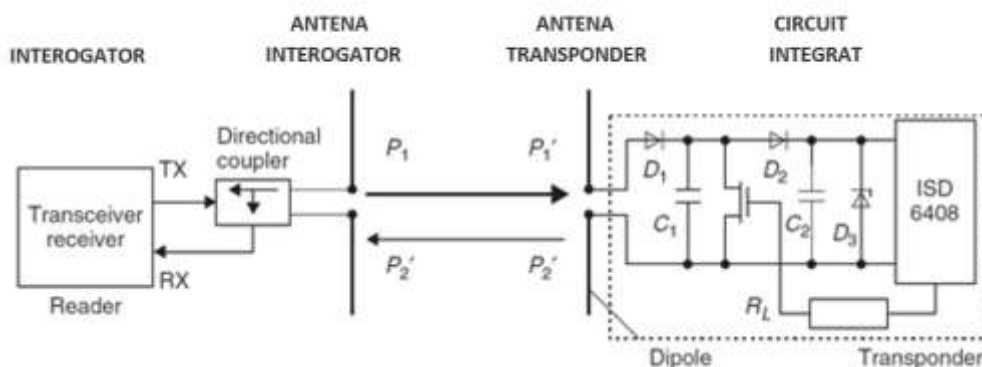 INTEROGATOR
ANTENA
INTEROGATOR
ANTENA
TRANSPONDER
CIRCUIT
INTEGRAT
Directional
coupler
TX
Transceiver
receiver
RX
Reader
P₁
P₁′
P₂′
P₂′
D₁
C₁
D₂
C₂
D₃
ISD
6408
R_L
Dipole
Transponder